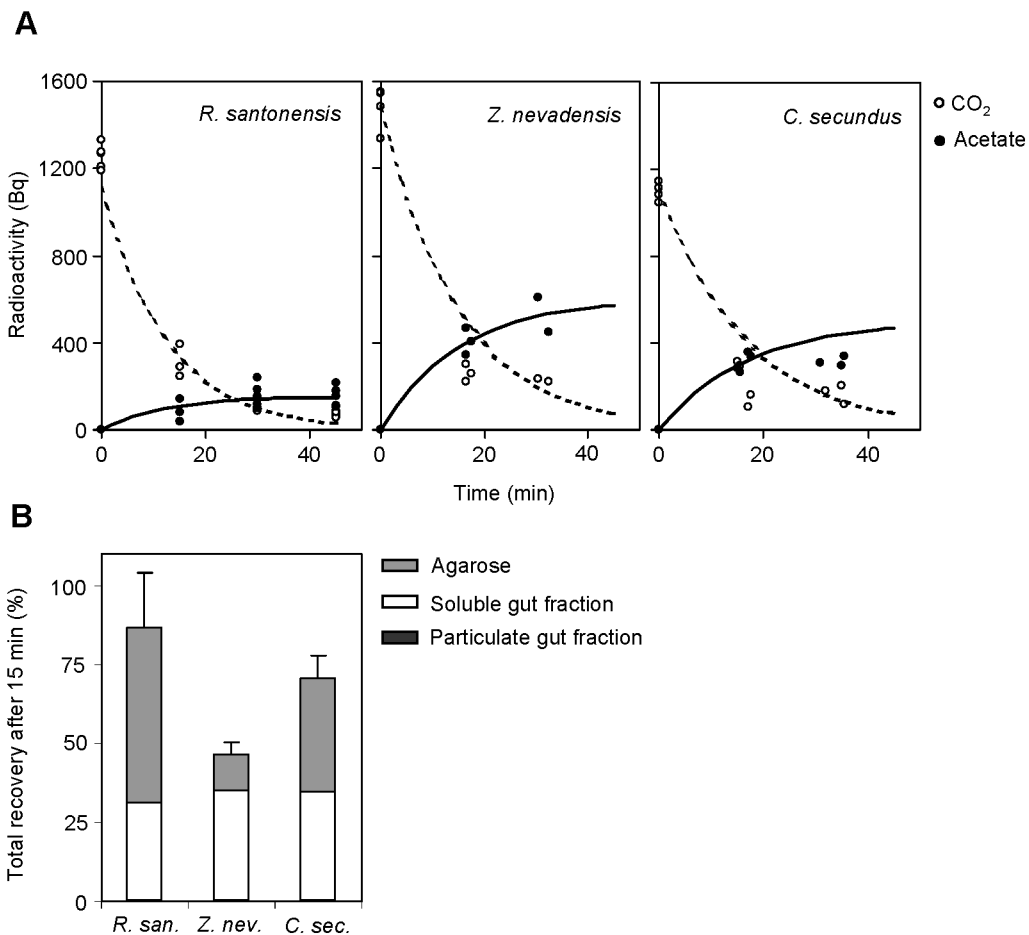 A
1600
1200
800
400
0
Radioactivity (Bq)
R. santonensis
Z. nevadensis
C. secundus
CO2
Acetate
0 20 40 0 20 40 0 20 40
Time (min)
B
Total recovery after 15 min (%)
100
75
50
25
0
R. san. Z. nev. C. sec.
Agarose
Soluble gut fraction
Particulate gut fraction